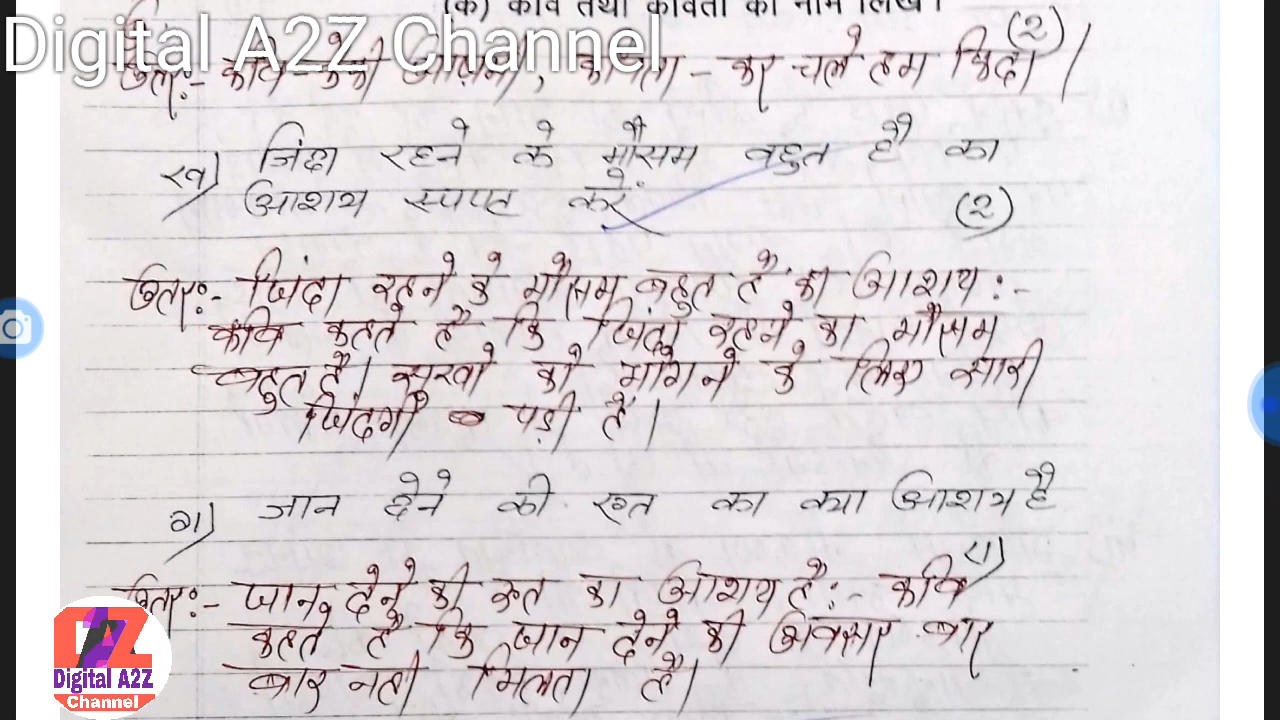 (क) कवि तथा कविता का नाम लिखें।
Digital A2Z Channel
(2)
उत्तर:- कवि - कैफी आज़मी, कविता - कर चले हम फिदा।
ख) जिंदा रहने के मौसम बहुत है का
आशय स्पष्ट करें
(2)
उत्तर:- जिंदा रहने के मौसम बहुत है का आशय :-
कवि कहते है कि जिंदा रहने का मौसम
बहुत है। सुखो को मांगने के लिए सारी
जिंदगी पड़ी है।
ग) जान देने की रुत का क्या आशय है
(1)
उत्तर:- जान देने की रुत का आशय है:- कवि
कहते है कि जान देने की अवसर बार
बार नही मिलता है।
Digital A2Z
Channel